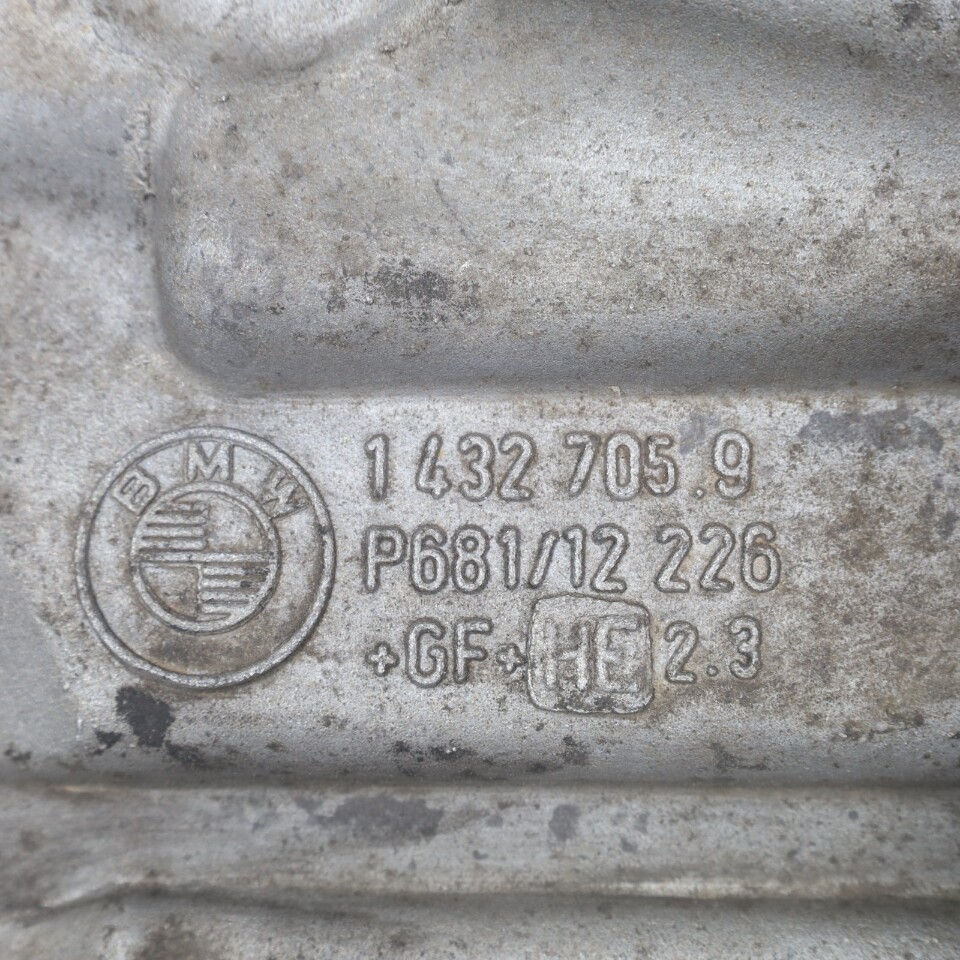 BMW
1 432 705.9
P681/12 226
+GF+ HE 2.3